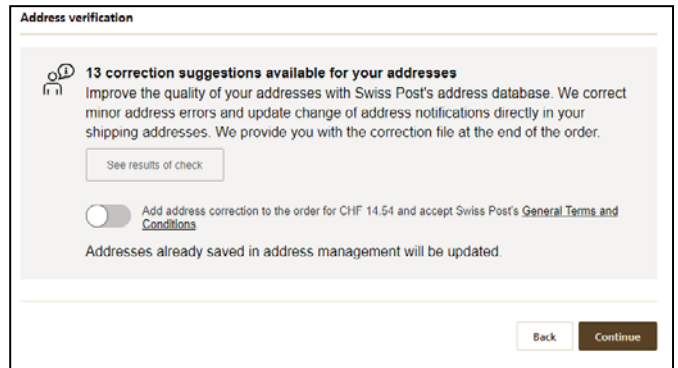 Address verification
13 correction suggestions available for your addresses
Improve the quality of your addresses with Swiss Post's address database. We correct
minor address errors and update change of address notifications directly in your
shipping addresses. We provide you with the correction file at the end of the order.
See results of check
Add address correction to the order for CHF 14.54 and accept Swiss Post's General Terms and
Conditions.
Addresses already saved in address management will be updated.
Back
Continue